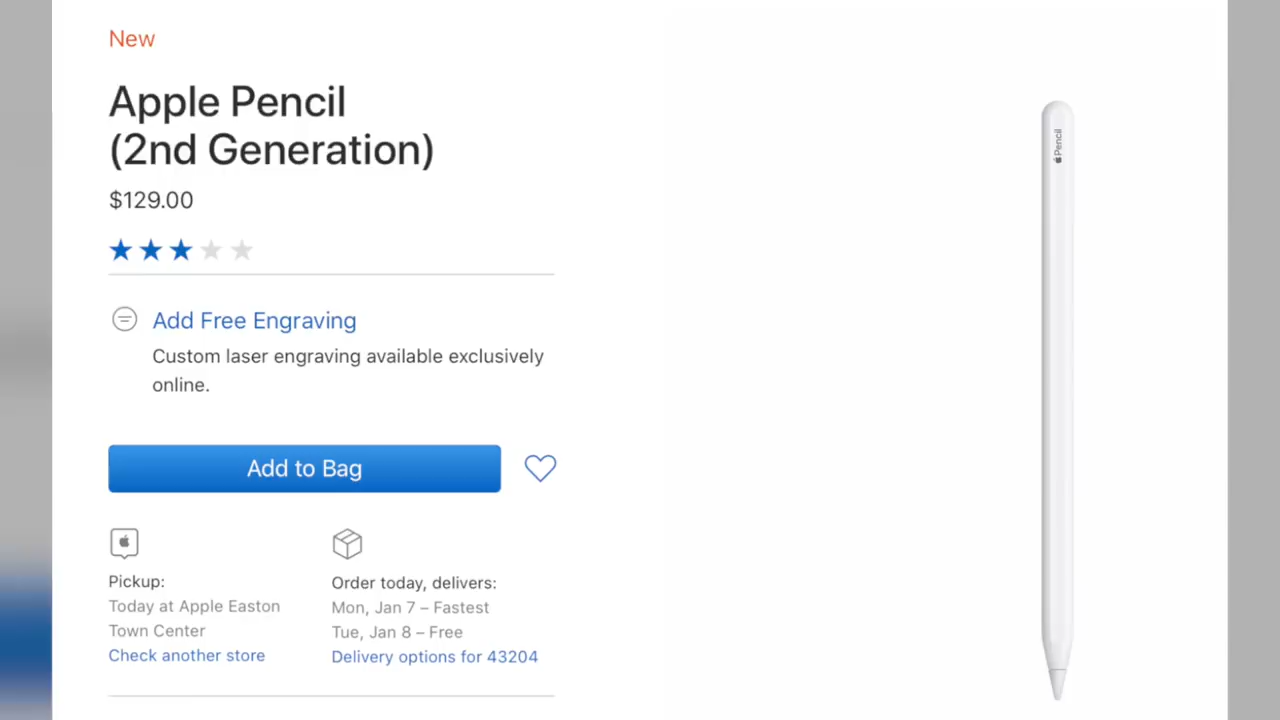 New
Apple Pencil
(2nd Generation)
$129.00
Add Free Engraving
Custom laser engraving available exclusively
online.
Add to Bag
Pickup:
Today at Apple Easton
Town Center
Check another store
Order today, delivers:
Mon, Jan 7 – Fastest
Tue, Jan 8 – Free
Delivery options for 43204
Pencil